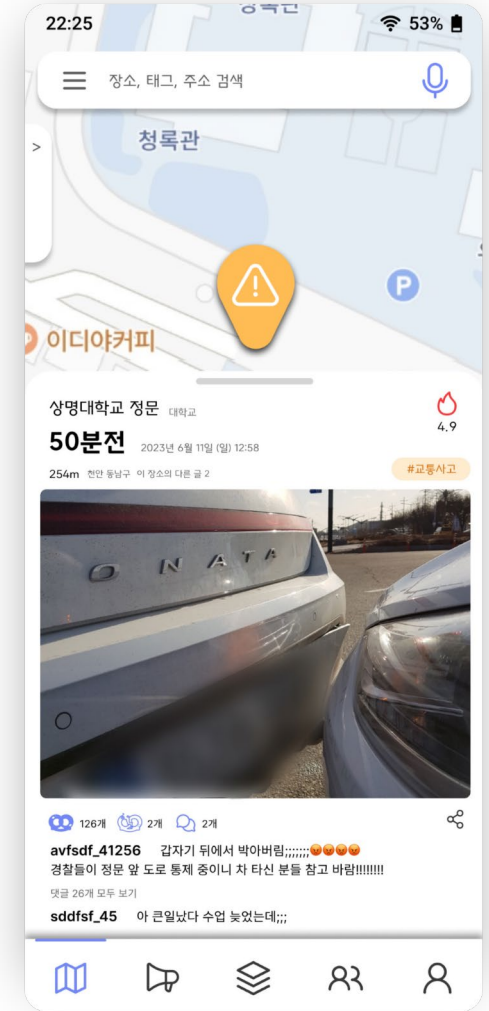 22:25
53%
장소, 태그, 주소 검색
청록관
>
P
이디야커피
상명대학교 정문 대학교
4.9
50분전 2023년 6월 11일 (일) 12:58
254m 천안 동남구 이 장소의 다른 글 2
#교통사고
O N A T A
126개 2개 2개
avfsdf_41256 갑자기 뒤에서 박아버림;;;;;;;😡😡😡😡
경찰들이 정문 앞 도로 통제 중이니 차 타신 분들 참고 바람!!!!!!!!
댓글 26개 모두 보기
sddfsf_45 아 큰일났다 수업 늦었는데;;;